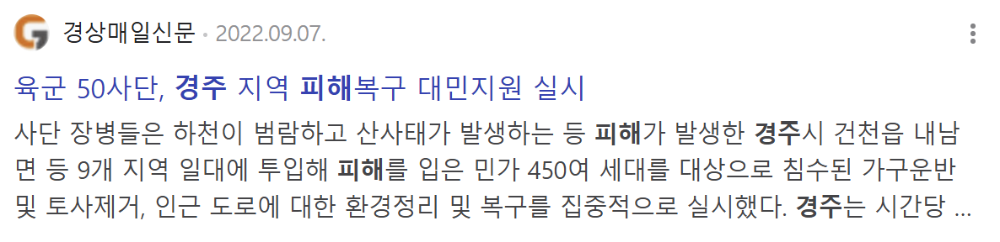 경상매일신문 · 2022.09.07.
육군 50사단, 경주 지역 피해복구 대민지원 실시
사단 장병들은 하천이 범람하고 산사태가 발생하는 등 피해가 발생한 경주시 건천읍 내남
면 등 9개 지역 일대에 투입해 피해를 입은 민가 450여 세대를 대상으로 침수된 가구운반
및 토사제거, 인근 도로에 대한 환경정리 및 복구를 집중적으로 실시했다. 경주는 시간당 ...